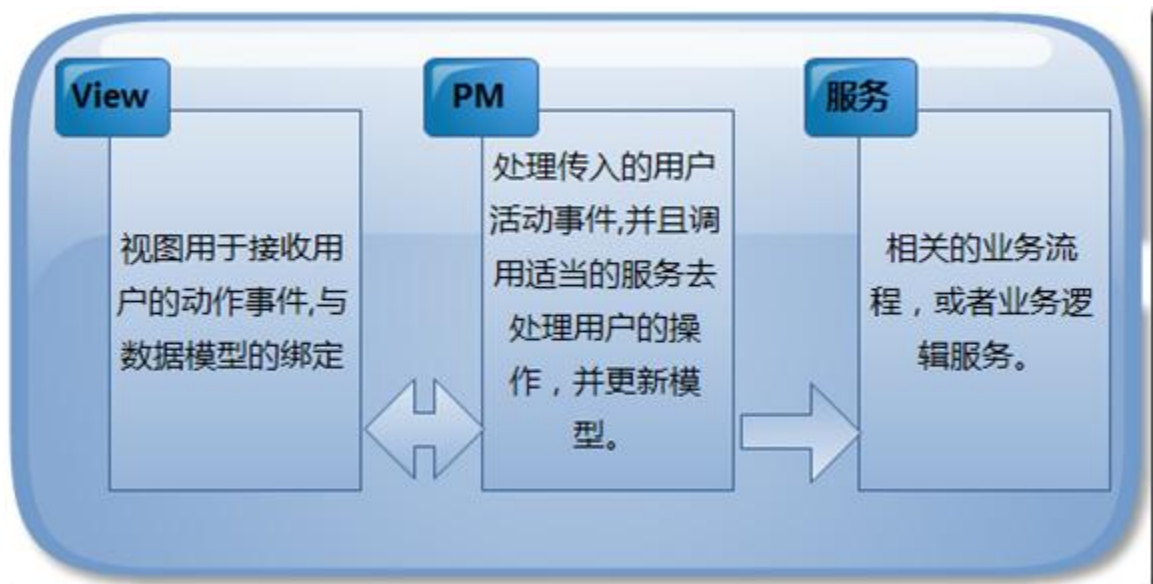 View
视图用于接收用
户的动作事件,与
数据模型的绑定
PM
处理传入的用户
活动事件,并且调
用适当的服务去
处理用户的操
作，并更新模
型。
服务
相关的业务流
程，或者业务逻
辑服务。